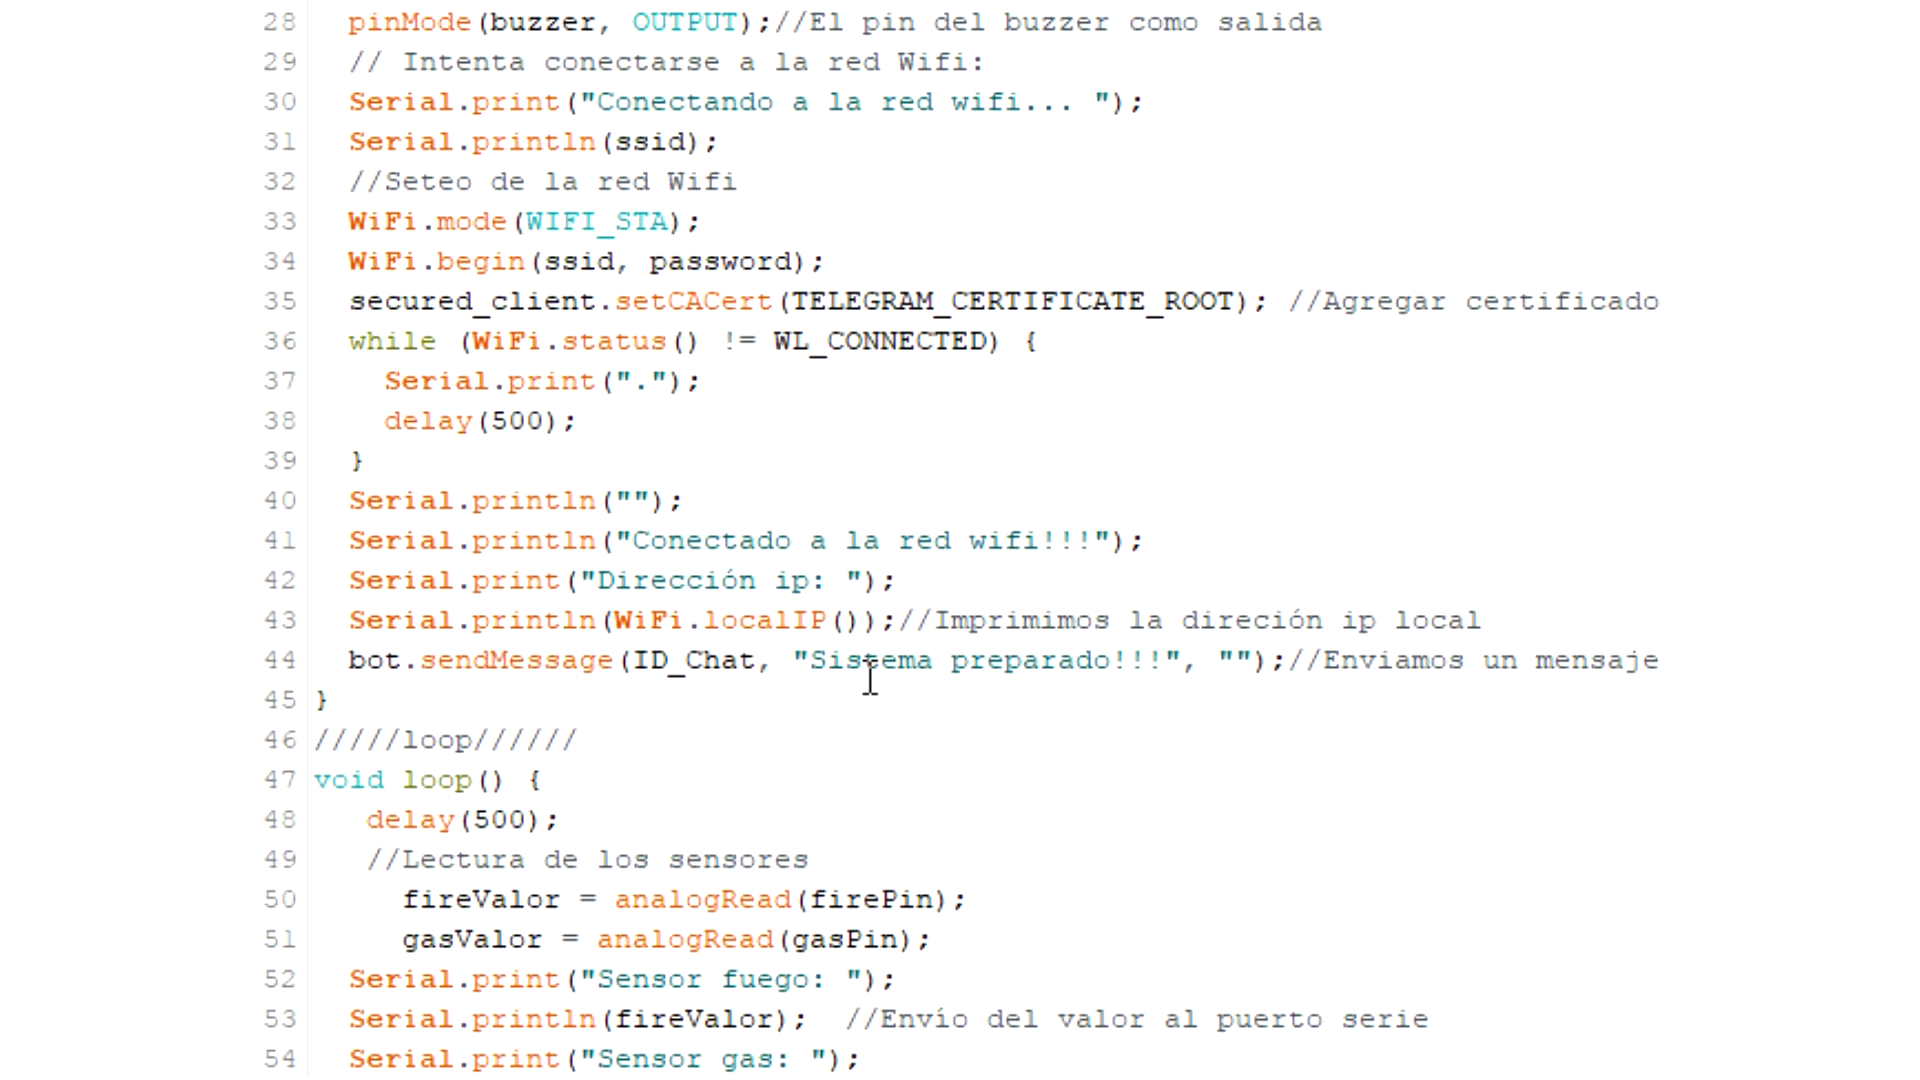 28 pinMode(buzzer, OUTPUT);//El pin del buzzer como salida
29 // Intenta conectarse a la red Wifi:
30 Serial.print("Conectando a la red wifi... ");
31 Serial.println(ssid);
32 //Seteo de la red Wifi
33 WiFi.mode(WIFI_STA);
34 WiFi.begin(ssid, password);
35 secured_client.setCACert(TELEGRAM_CERTIFICATE_ROOT); //Agregar certificado
36 while (WiFi.status() != WL_CONNECTED) {
37 Serial.print(".");
38 delay(500);
39 }
40 Serial.println("");
41 Serial.println("Conectado a la red wifi!!!");
42 Serial.print("Dirección ip: ");
43 Serial.println(WiFi.localIP());//Imprimimos la direción ip local
44 bot.sendMessage(ID_Chat, "Sistema preparado!!!", "");//Enviamos un mensaje
45 }
46 /////loop//////
47 void loop() {
48 delay(500);
49 //Lectura de los sensores
50 fireValor = analogRead(firePin);
51 gasValor = analogRead(gasPin);
52 Serial.print("Sensor fuego: ");
53 Serial.println(fireValor); //Envío del valor al puerto serie
54 Serial.print("Sensor gas: ");